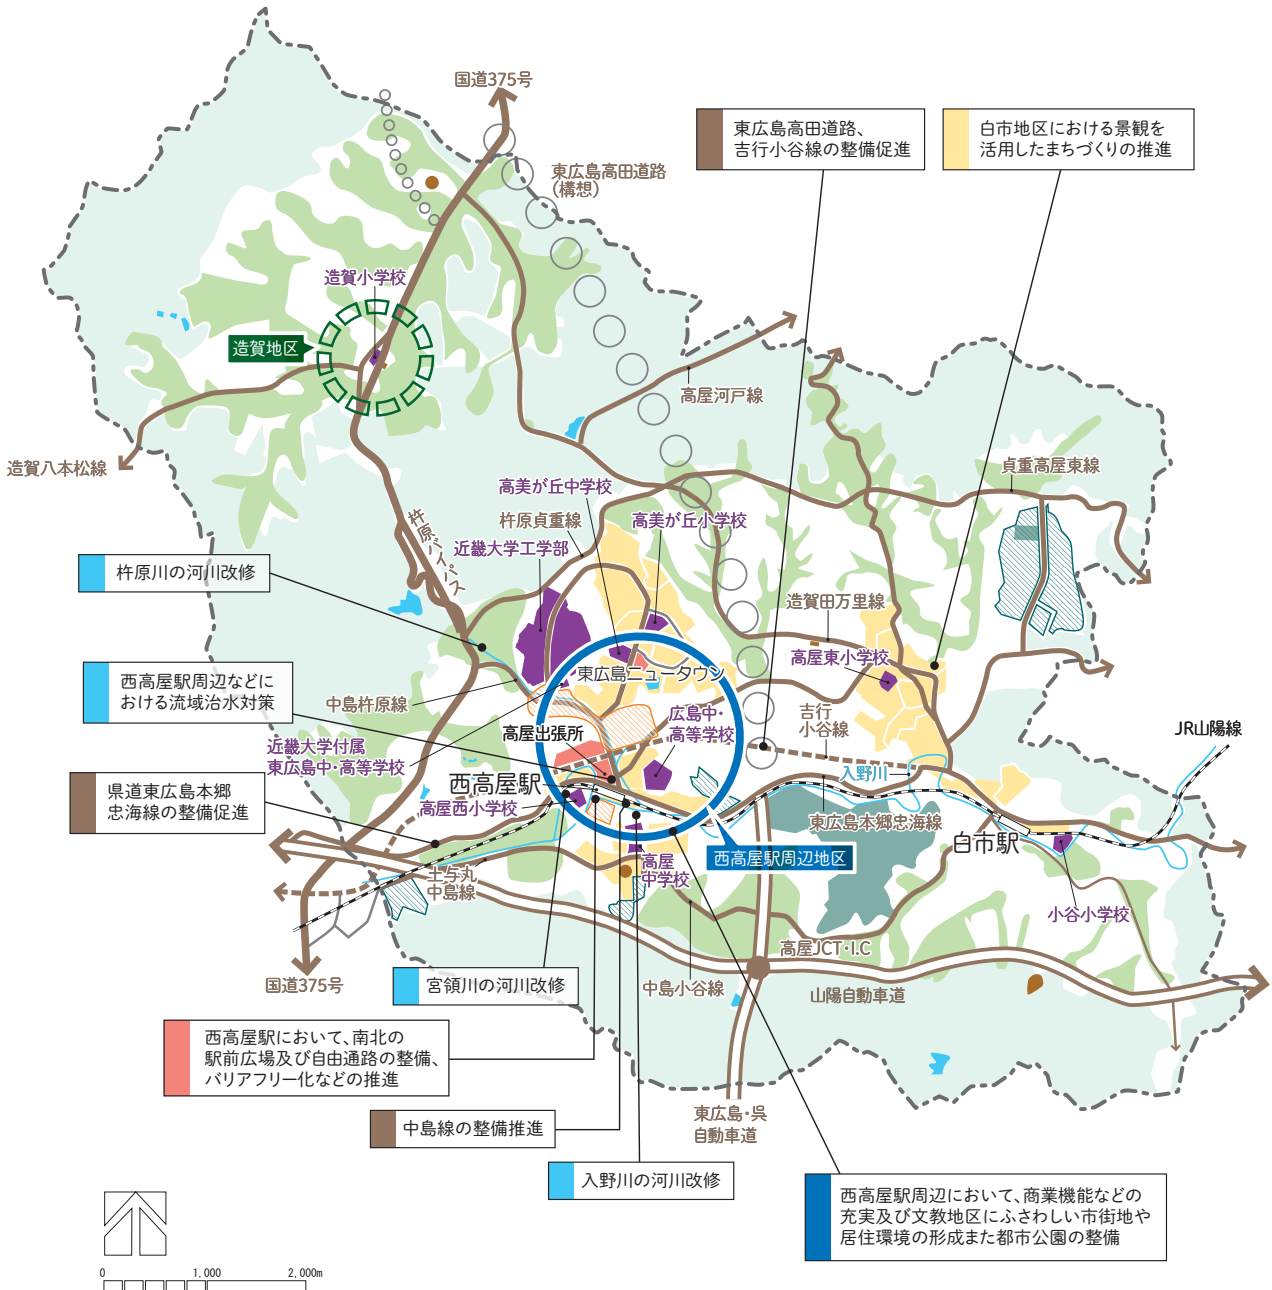 国道375号
東広島高田道路
(構想)
東広島高田道路、
吉行小谷線の整備促進
白市地区における景観を
活用したまちづくりの推進
造賀小学校
造賀地区
高屋河戸線
造賀八本松線
貞重高屋東線
高美が丘中学校
杵原貞重線
高美が丘小学校
近畿大学工学部
杵原バイパス
杵原川の河川改修
造賀田万里線
高屋東小学校
西高屋駅周辺などに
おける流域治水対策
東広島ニュータウン
中島杵原線
広島中・
高等学校
吉行
小谷線
高屋出張所
JR山陽線
近畿大学付属
東広島中・高等学校
入野川
西高屋駅
県道東広島本郷
忠海線の整備促進
高屋西小学校
東広島本郷忠海線
白市駅
西高屋駅周辺地区
高屋
中学校
土与丸
中島線
小谷小学校
高屋JCT・I.C
国道375号
宮領川の河川改修
中島小谷線
山陽自動車道
西高屋駅において、南北の
駅前広場及び自由通路の整備、
バリアフリー化などの推進
中島線の整備推進
東広島・呉
自動車道
入野川の河川改修
西高屋駅周辺において、商業機能などの
充実及び文教地区にふさわしい市街地や
居住環境の形成また都市公園の整備
0 1,000 2,000m